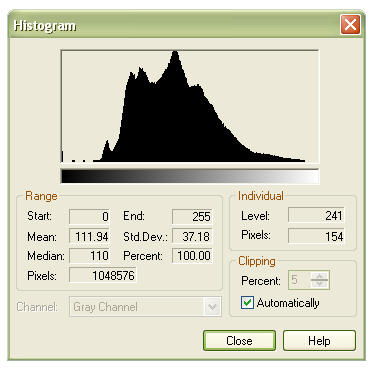 Histogram
Range
Start: 0 End: 255
Mean: 111.94 Std.Dev.: 37.18
Median: 110 Percent: 100.00
Pixels: 1048576
Individual
Level: 241
Pixels: 154
Clipping
Percent: 5
Automatically
Channel: Gray Channel
Close Help